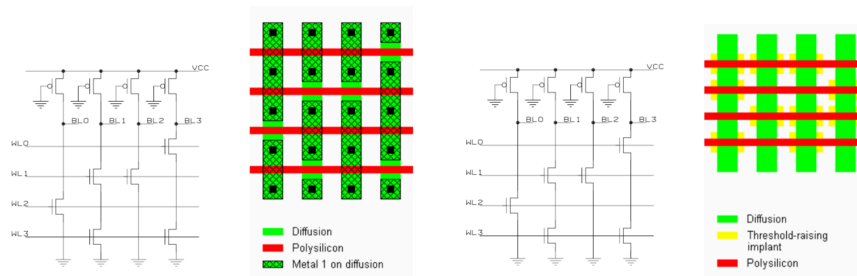 VCC
BL0 BL1 BL2 BL3
WL0
WL1
WL2
WL3
Diffusion
Polysilicon
Metal 1 on diffusion
VCC
BL0 BL1 BL2 BL3
WL0
WL1
WL2
WL3
Diffusion
Threshold-raising
implant
Polysilicon